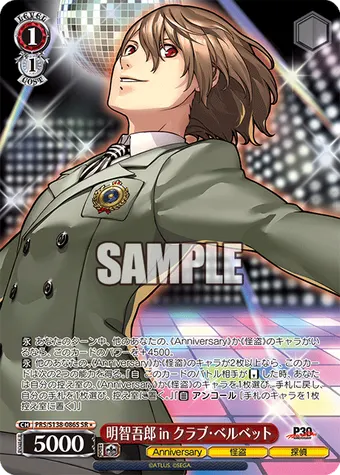 LEVEL
1
1
COST
SAMPLE
永 あなたのターン中、他のあなたの、《Anniversary》か《怪盗》のキャラがいるなら、このカードのパワーを+4500。
永 他のあなたの、《Anniversary》か《怪盗》のキャラが2枚以上なら、このカードは次の能力を得る。『自 このカードのバトル相手が
した時、あなたは自分の控え室の、《Anniversary》か《怪盗》のキャラを1枚選び、手札に戻し、自分の手札を1枚選び、控え室に置く。』『自 アンコール [手札のキャラを1枚控え室に置く]』
CH
P30/S138-086S SR
5000
明智吾郎 in クラブ・ベルベット
P30
Anniversary
怪盗
探偵
©ATLUS. ©SEGA.